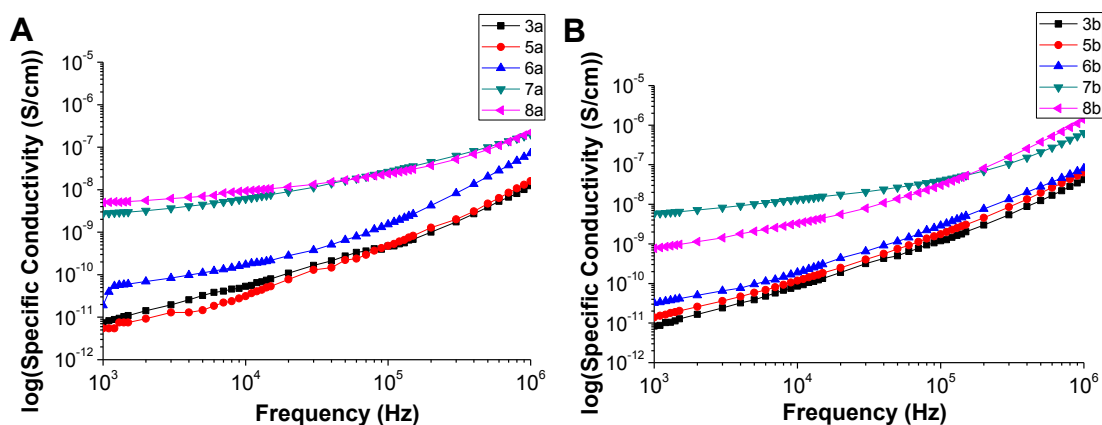 A
3a
5a
6a
7a
8a
log(Specific Conductivity (S/cm))
10^-5
10^-6
10^-7
10^-8
10^-9
10^-10
10^-11
10^-12
10^3
10^4
10^5
10^6
Frequency (Hz)
B
3b
5b
6b
7b
8b
log(Specific Conductivity (S/cm))
10^-5
10^-6
10^-7
10^-8
10^-9
10^-10
10^-11
10^-12
10^3
10^4
10^5
10^6
Frequency (Hz)